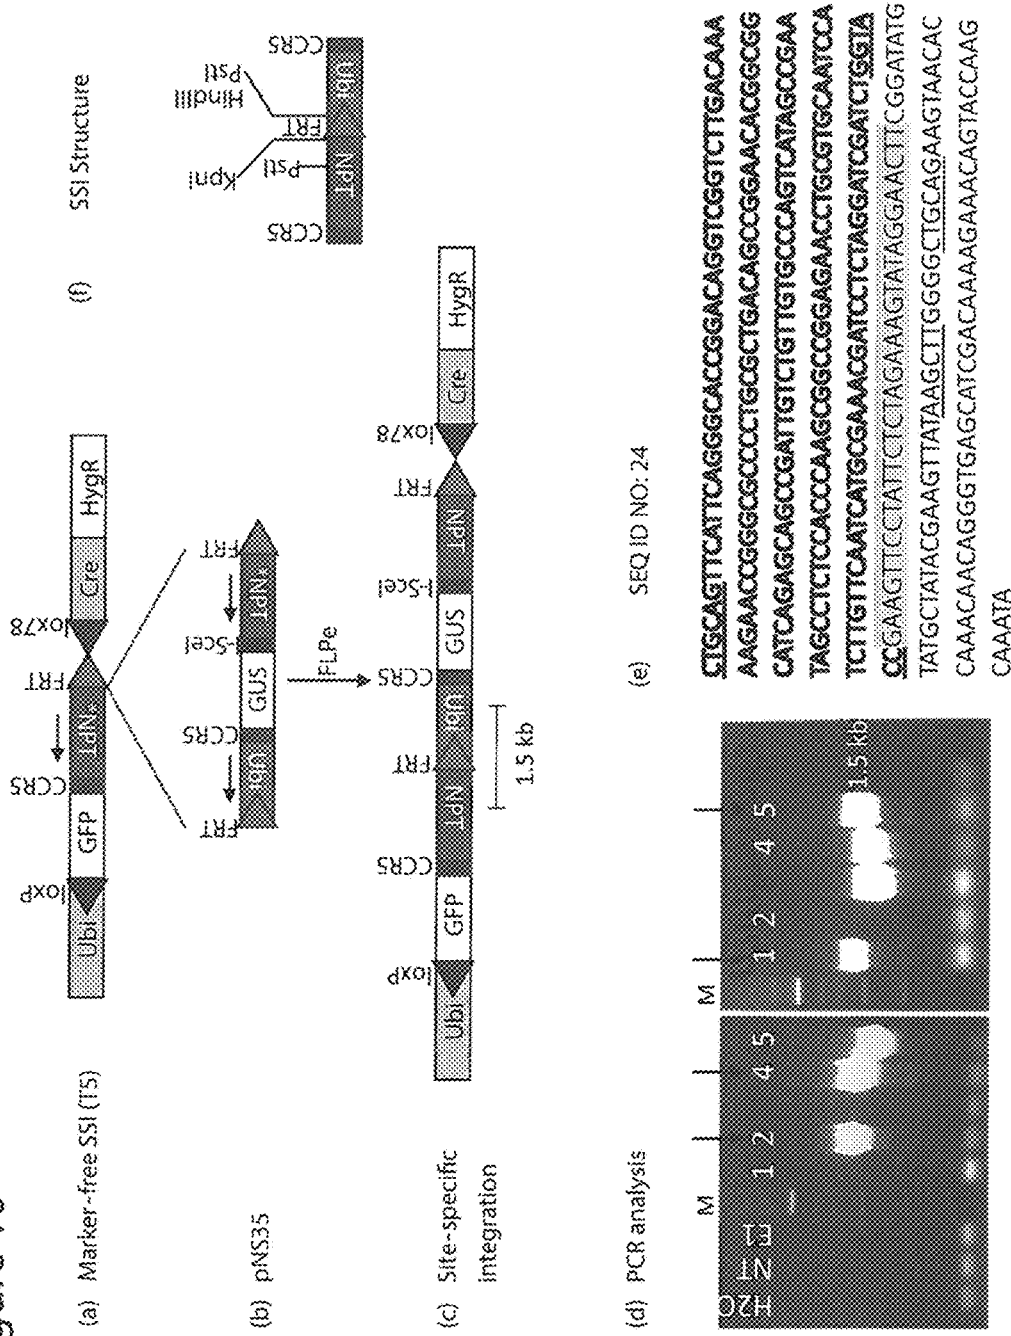 (a) Marker-free SSI (T5)
Ubi loxP GFP CCR5 NPT FRT lox78 Cre HygR
(b) pNS35
FRT Ubi CCR5 GUS I-SceI NPT FRT
FLPe
(c) Site-specific integration
Ubi loxP GFP CCR5 NPT FRT Ubi CCR5 GUS I-SceI NPT FRT lox78 Cre HygR
1.5 kb
(d) PCR analysis
M M
H2O NT E1 1 2 4 5 1 2 4 5
1.5 kb
(e) SEQ ID NO: 24
CTGCAGTTCATTCAGGGCACCGGACAGGTCGGTCTTGACAAA
AAGAACCGGGCGCCCCTGCGCTGACAGCCGGAACACGGCGG
CATCAGAGCAGCCGATTGTCTGTTGTGCCCAGTCATAGCCGAA
TAGCCTCTCCACCCAAGCGGCCGGAGAACCTGCGTGCAATCCA
TCTTGTTCAATCATGCGAAACGATCCTCTAGGATCGATCTGGTA
CCGAAGTTCCTATTCTCTAGAAAGTATAGGAACTTCGGATATG
TATGCTATACGAAGTTATAAGCTTGGGGCTGCAGAAGTAACAC
CAAACAACAGGGTGAGCATCGACAAAAGAAACAGTACCAAG
CAAATA
(f) SSI Structure
KpnI PstI HindIII PstI
CCR5 NPT FRT Ubi CCR5